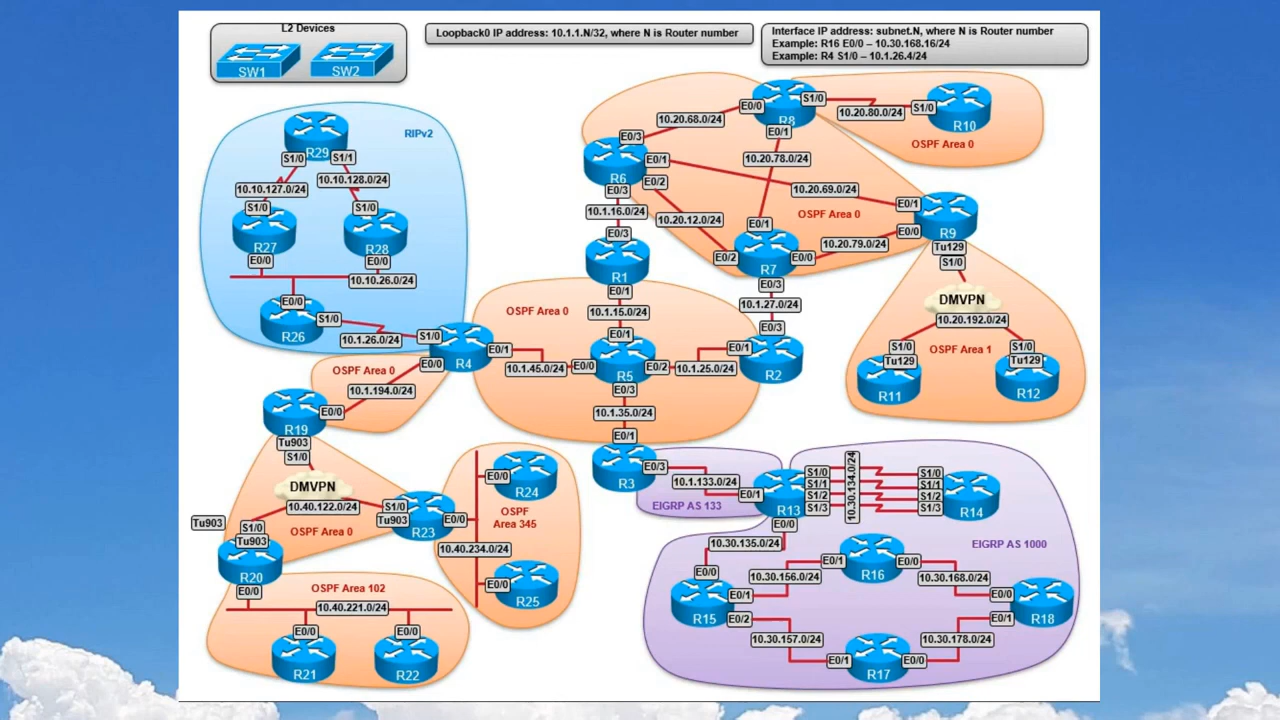 L2 Devices
SW1
SW2
Loopback0 IP address: 10.1.1.N/32, where N is Router number
Interface IP address: subnet.N, where N is Router number
Example: R16 E0/0 – 10.30.168.16/24
Example: R4 S1/0 – 10.1.26.4/24
RIPv2
R29
S1/0
S1/1
10.10.127.0/24
10.10.128.0/24
S1/0
S1/0
R27
R28
E0/0
E0/0
10.10.26.0/24
E0/0
R26
S1/0
10.1.26.0/24
S1/0
R4
E0/1
E0/0
OSPF Area 0
10.1.194.0/24
E0/0
R19
Tu903
S1/0
DMVPN
10.40.122.0/24
OSPF Area 0
S1/0
Tu903
R23
E0/0
Tu903
S1/0
Tu903
R20
E0/0
OSPF Area 102
10.40.221.0/24
E0/0
E0/0
R21
R22
E0/0
R24
OSPF
Area 345
10.40.234.0/24
E0/0
R25
R8
E0/0
S1/0
E0/1
10.20.80.0/24
S1/0
R10
OSPF Area 0
10.20.68.0/24
E0/3
R6
E0/1
E0/2
E0/3
10.20.78.0/24
10.20.69.0/24
OSPF Area 0
10.20.12.0/24
10.20.79.0/24
E0/1
E0/0
R9
Tu129
S1/0
E0/1
E0/2
R7
E0/0
E0/3
10.1.16.0/24
E0/3
R1
E0/1
10.1.27.0/24
E0/3
R2
E0/1
OSPF Area 0
10.1.15.0/24
E0/1
R5
E0/0
E0/2
E0/3
10.1.45.0/24
10.1.25.0/24
10.1.35.0/24
E0/1
R3
E0/3
DMVPN
10.20.192.0/24
OSPF Area 1
S1/0
Tu129
R11
S1/0
Tu129
R12
10.1.133.0/24
EIGRP AS 133
E0/1
R13
S1/0
S1/1
S1/2
S1/3
10.30.134.0/24
S1/0
S1/1
S1/2
S1/3
R14
E0/0
EIGRP AS 1000
10.30.135.0/24
E0/0
R15
E0/1
E0/2
10.30.156.0/24
E0/1
R16
E0/0
10.30.168.0/24
E0/0
R18
E0/1
10.30.157.0/24
E0/1
R17
E0/0
10.30.178.0/24